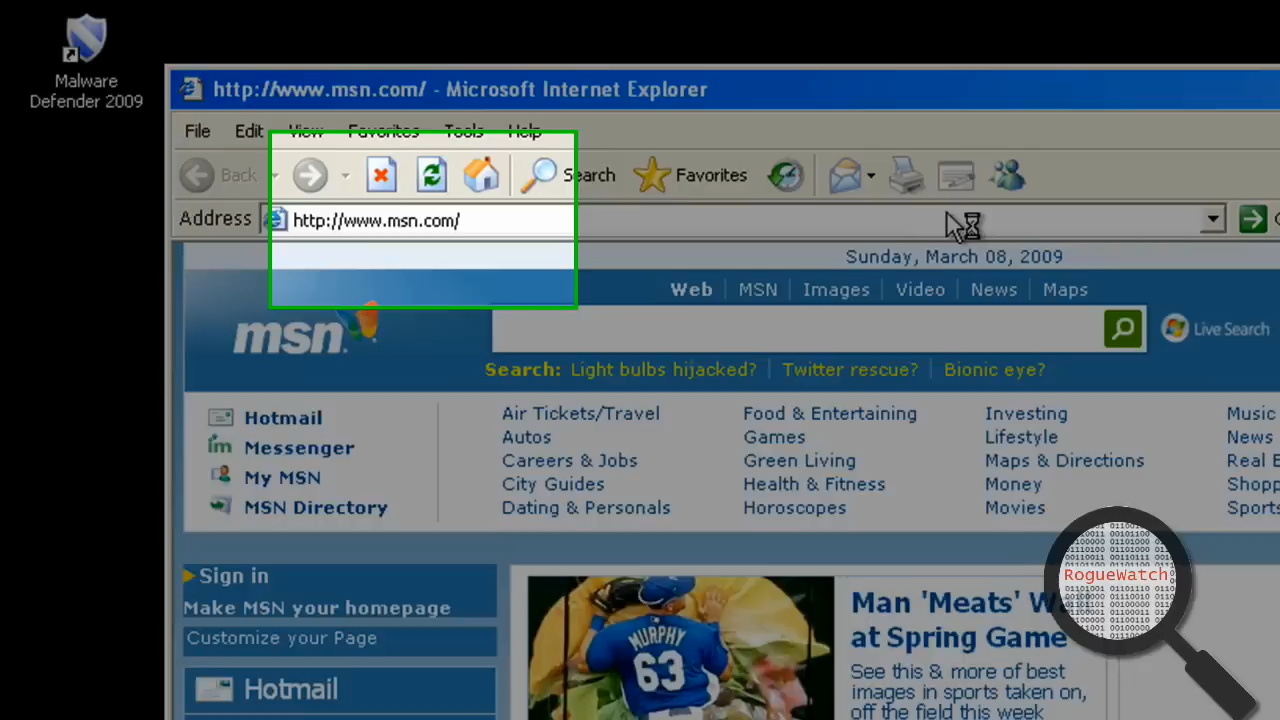 Malware
Defender 2009
http://www.msn.com/ - Microsoft Internet Explorer
File Edit View Favorites Tools Help
Back Search Favorites
Address http://www.msn.com/
Sunday, March 08, 2009
Web MSN Images Video News Maps
msn
Live Search
Search: Light bulbs hijacked? Twitter rescue? Bionic eye?
Hotmail
Messenger
My MSN
MSN Directory
Air Tickets/Travel Food & Entertaining Investing Music
Autos Games Lifestyle News
Careers & Jobs Green Living Maps & Directions Real
City Guides Health & Fitness Money
Dating & Personals Horoscopes Movies Sports
Sign in
Make MSN your homepage
Customize your Page
Hotmail
MURPHY
63
Man 'Meats'
at Spring Game
See this & more of best
images in sports taken on,
off the field this week
RogueWatch